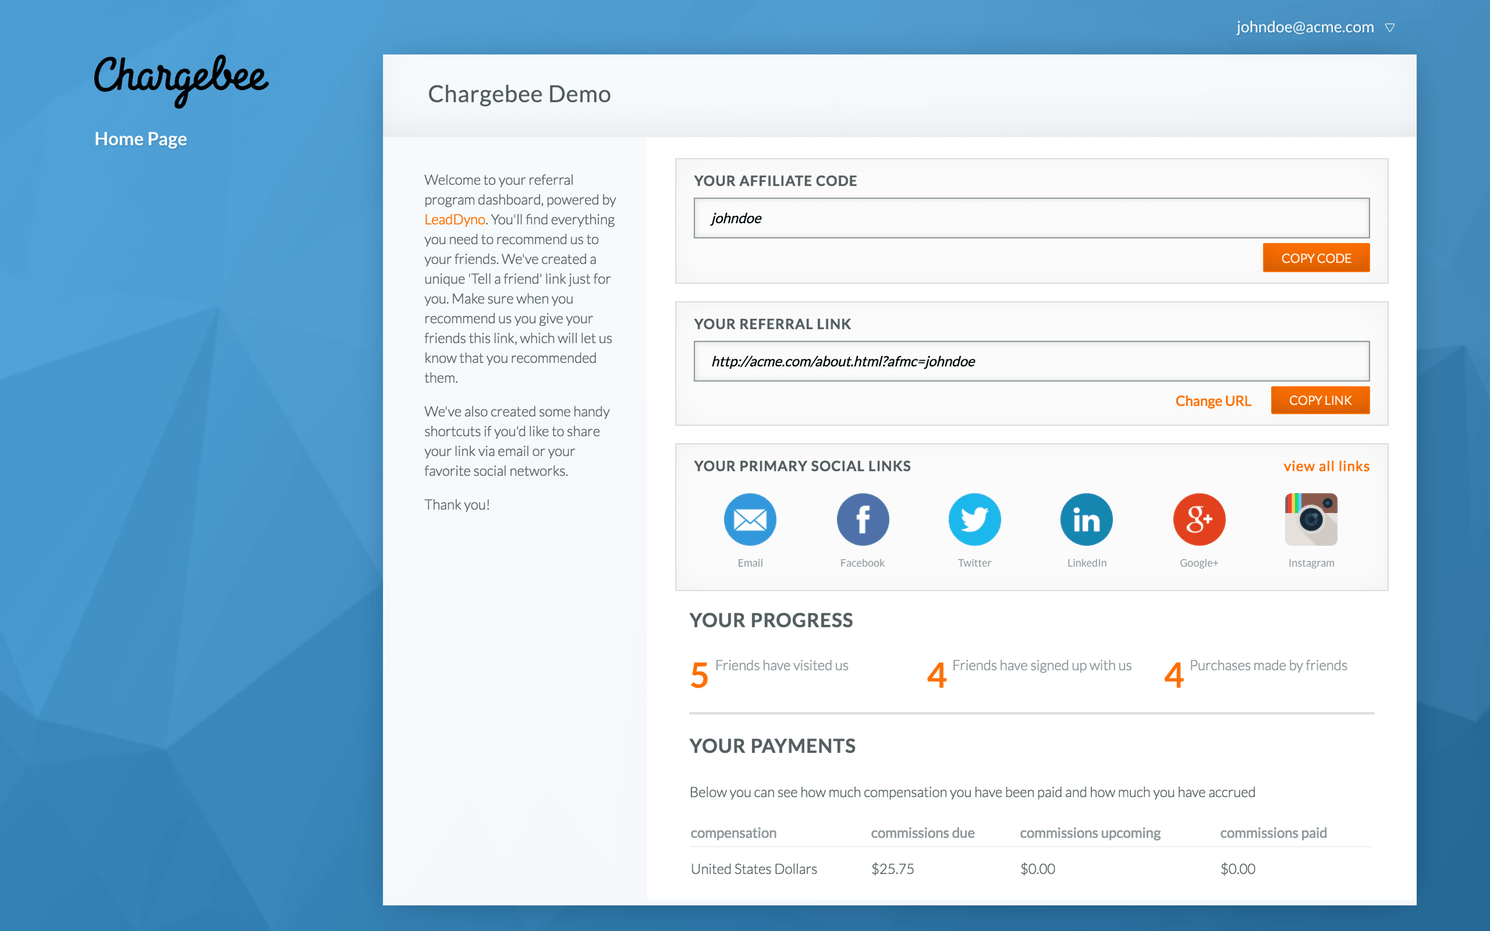 johndoe@acme.com
Chargebee
Home Page
Chargebee Demo
Welcome to your referral
program dashboard, powered by
LeadDyno. You'll find everything
you need to recommend us to
your friends. We've created a
unique 'Tell a friend' link just for
you. Make sure when you
recommend us you give your
friends this link, which will let us
know that you recommended
them.
We've also created some handy
shortcuts if you'd like to share
your link via email or your
favorite social networks.
Thank you!
YOUR AFFILIATE CODE
johndoe
COPY CODE
YOUR REFERRAL LINK
http://acme.com/about.html?afmc=johndoe
Change URL COPY LINK
YOUR PRIMARY SOCIAL LINKS view all links
Email Facebook Twitter LinkedIn Google+ Instagram
YOUR PROGRESS
5 Friends have visited us 4 Friends have signed up with us 4 Purchases made by friends
YOUR PAYMENTS
Below you can see how much compensation you have been paid and how much you have accrued
compensation commissions due commissions upcoming commissions paid
United States Dollars $25.75 $0.00 $0.00